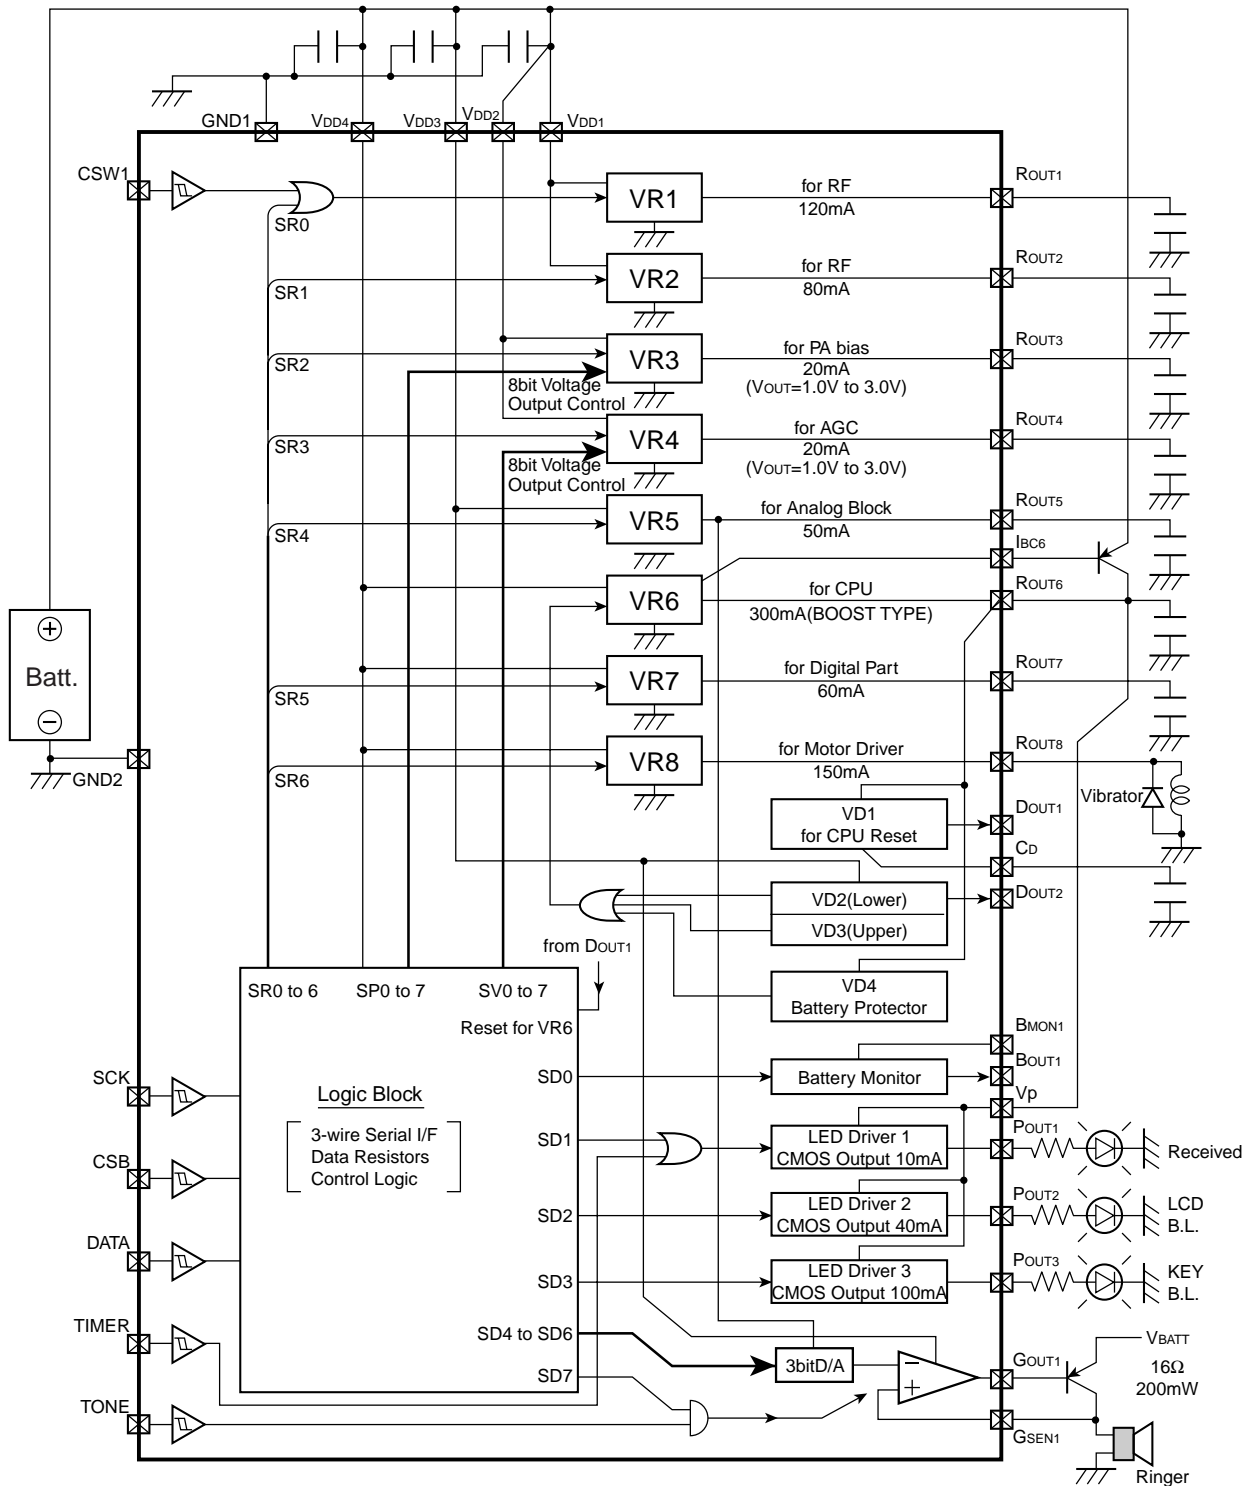 GND1
VDD4
VDD3
VDD2
VDD1
CSW1
SR0
VR1
for RF
120mA
ROUT1
SR1
VR2
for RF
80mA
ROUT2
SR2
8bit Voltage
Output Control
VR3
for PA bias
20mA
(VOUT=1.0V to 3.0V)
ROUT3
SR3
8bit Voltage
Output Control
VR4
for AGC
20mA
(VOUT=1.0V to 3.0V)
ROUT4
SR4
VR5
for Analog Block
50mA
ROUT5
IBC6
VR6
for CPU
300mA(BOOST TYPE)
ROUT6
+
Batt.
−
GND2
SR5
VR7
for Digital Part
60mA
ROUT7
SR6
VR8
for Motor Driver
150mA
ROUT8
Vibrator
VD1
for CPU Reset
DOUT1
CD
VD2(Lower)
VD3(Upper)
DOUT2
from DOUT1
VD4
Battery Protector
SR0 to 6
SP0 to 7
SV0 to 7
Reset for VR6
BMON1
SCK
SD0
Battery Monitor
BOUT1
Vp
Logic Block
3-wire Serial I/F
Data Resistors
Control Logic
SD1
LED Driver 1
CMOS Output 10mA
POUT1
Received
CSB
SD2
LED Driver 2
CMOS Output 40mA
POUT2
LCD
B.L.
DATA
SD3
LED Driver 3
CMOS Output 100mA
POUT3
KEY
B.L.
TIMER
SD4 to SD6
3bitD/A
−
+
GOUT1
VBATT
16Ω
200mW
SD7
TONE
GSEN1
Ringer